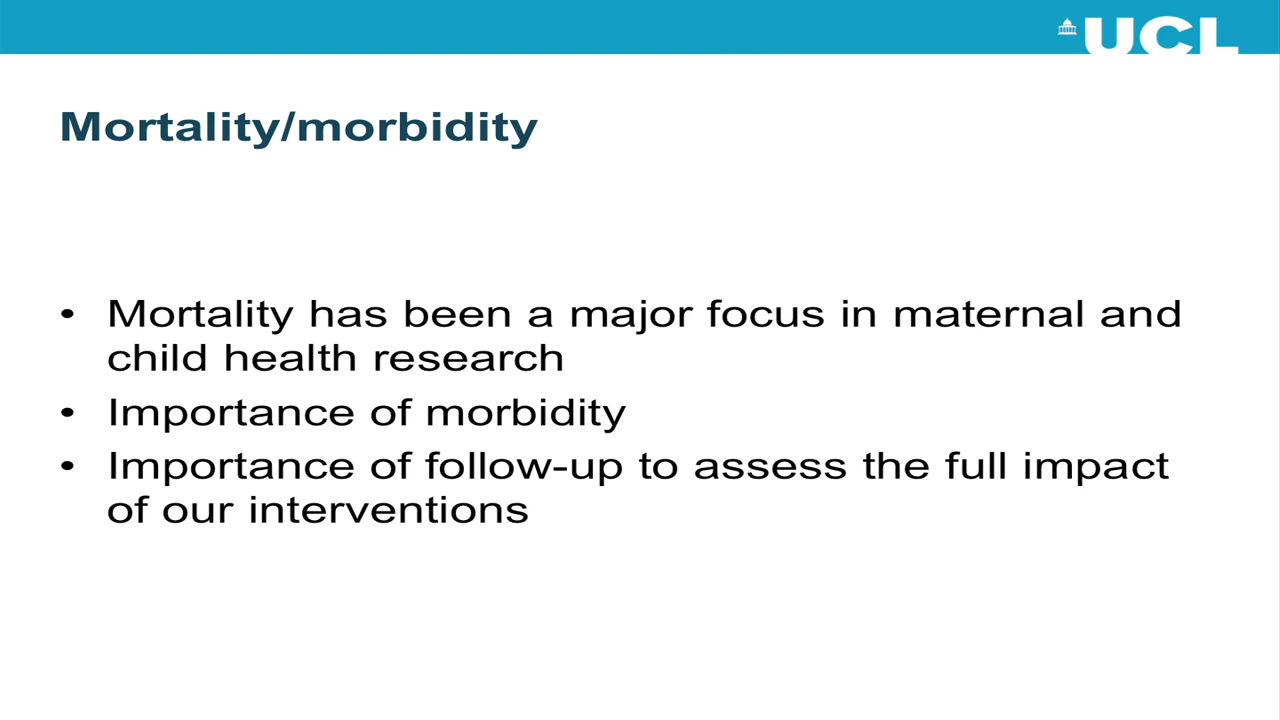 UCL
Mortality/morbidity
• Mortality has been a major focus in maternal and
child health research
• Importance of morbidity
• Importance of follow-up to assess the full impact
of our interventions